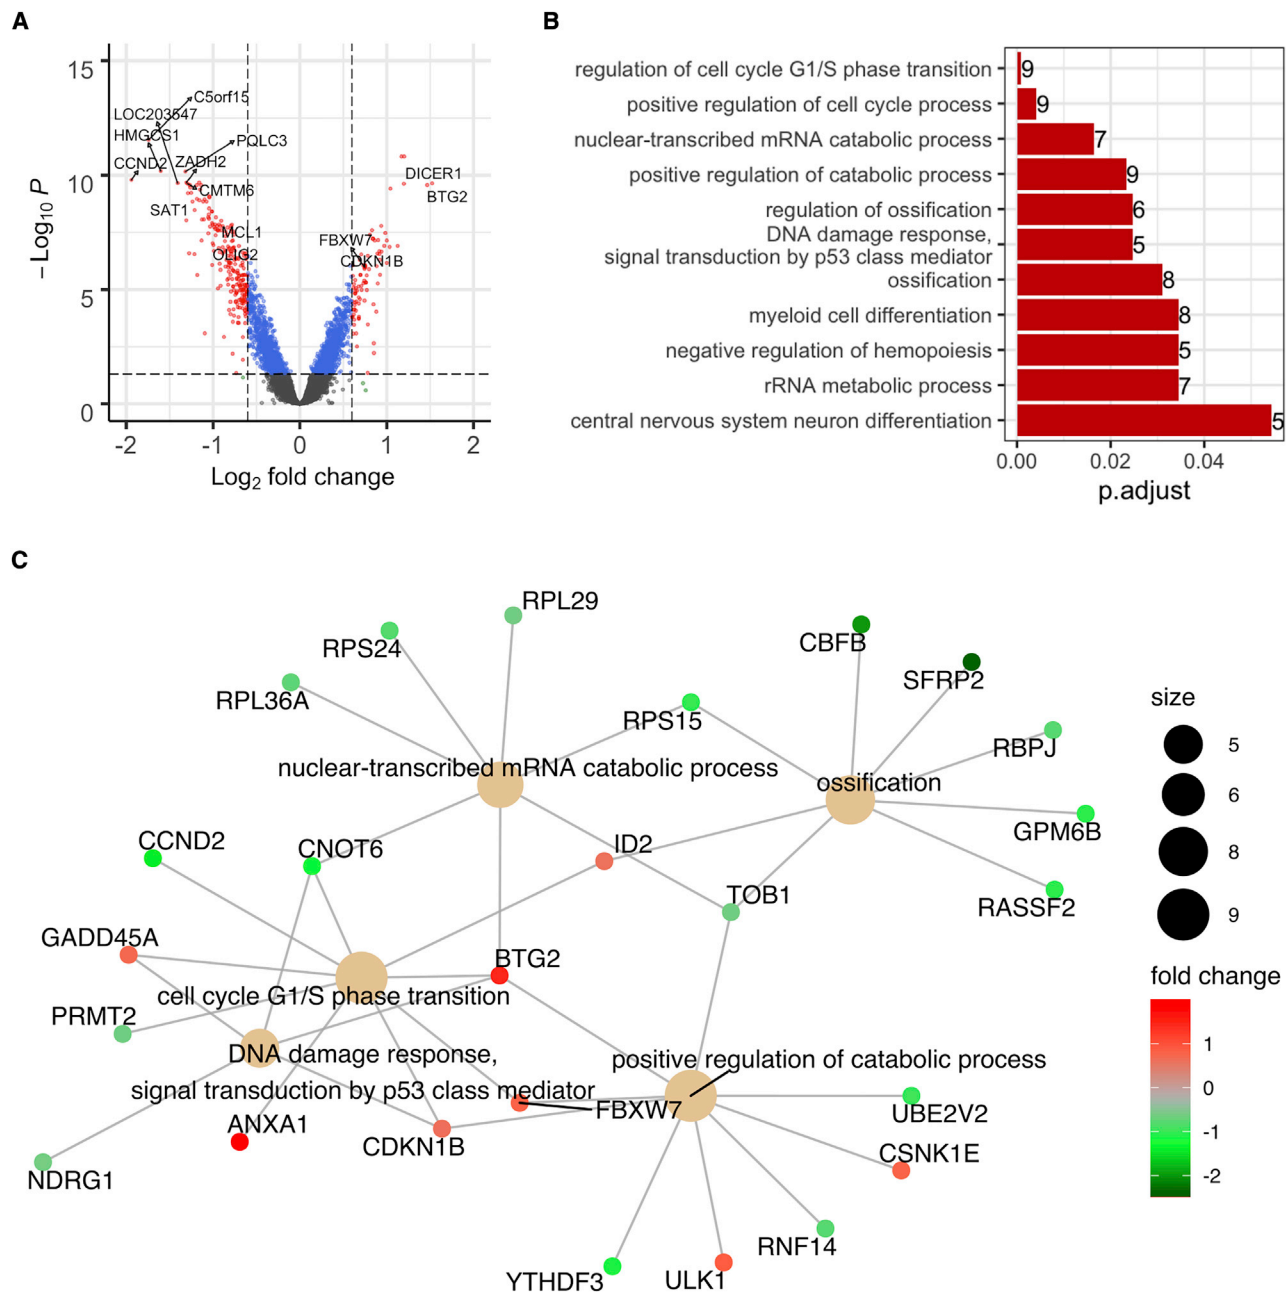 A
15
10
5
0
-2
-1
0
1
2
−Log10 P
Log2 fold change
C5orf15
LOC203547
HMGCS1
PQLC3
CCND2
ZADH2
CMTM6
SAT1
MCL1
OLIG2
DICER1
BTG2
FBXW7
CDKN1B
B
regulation of cell cycle G1/S phase transition
9
positive regulation of cell cycle process
9
nuclear-transcribed mRNA catabolic process
7
positive regulation of catabolic process
9
regulation of ossification
6
DNA damage response,
signal transduction by p53 class mediator
5
ossification
8
myeloid cell differentiation
8
negative regulation of hemopoiesis
5
rRNA metabolic process
7
central nervous system neuron differentiation
5
0.00
0.02
0.04
p.adjust
C
RPL29
RPS24
RPL36A
RPS15
CBFB
SFRP2
RBPJ
nuclear-transcribed mRNA catabolic process
ossification
GPM6B
CCND2
CNOT6
ID2
TOB1
RASSF2
GADD45A
BTG2
cell cycle G1/S phase transition
PRMT2
DNA damage response,
signal transduction by p53 class mediator
positive regulation of catabolic process
FBXW7
UBE2V2
ANXA1
CDKN1B
CSNK1E
NDRG1
RNF14
YTHDF3
ULK1
size
5
6
8
9
fold change
1
0
-1
-2